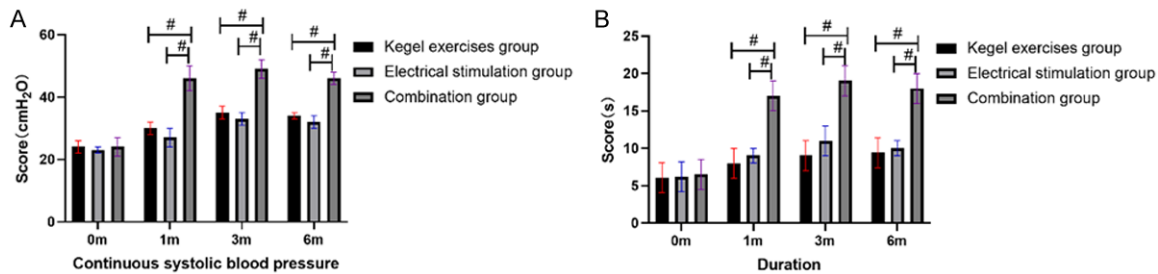 A
Score(cmH₂O)
60
40
20
0
# # #
# # #
0m 1m 3m 6m
Continuous systolic blood pressure
Kegel exercises group
Electrical stimulation group
Combination group
B
Score(s)
25
20
15
10
5
0
# # #
# # #
0m 1m 3m 6m
Duration
Kegel exercises group
Electrical stimulation group
Combination group